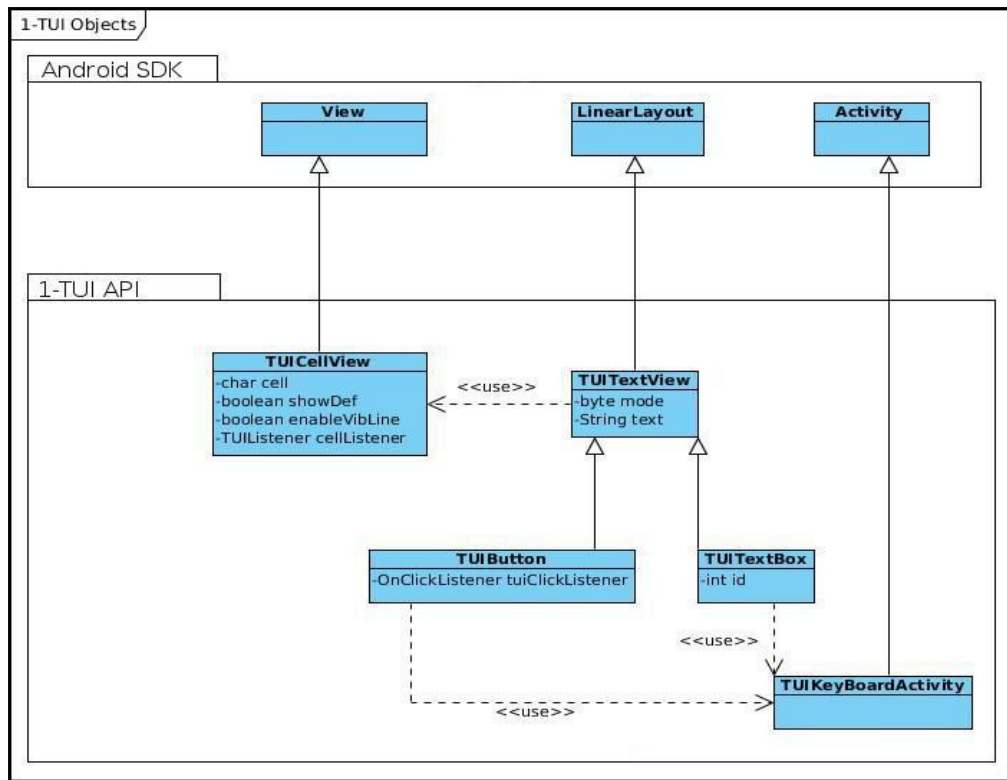 1-TUI Objects
Android SDK
View
LinearLayout
Activity
1-TUI API
TUICellView
-char cell
-boolean showDef
-boolean enableVibLine
-TUIListener cellListener
<<use>>
TUITextView
-byte mode
-String text
TUIButton
-OnClickListener tuiClickListener
TUITextBox
-int id
<<use>>
TUIKeyBoardActivity
<<use>>